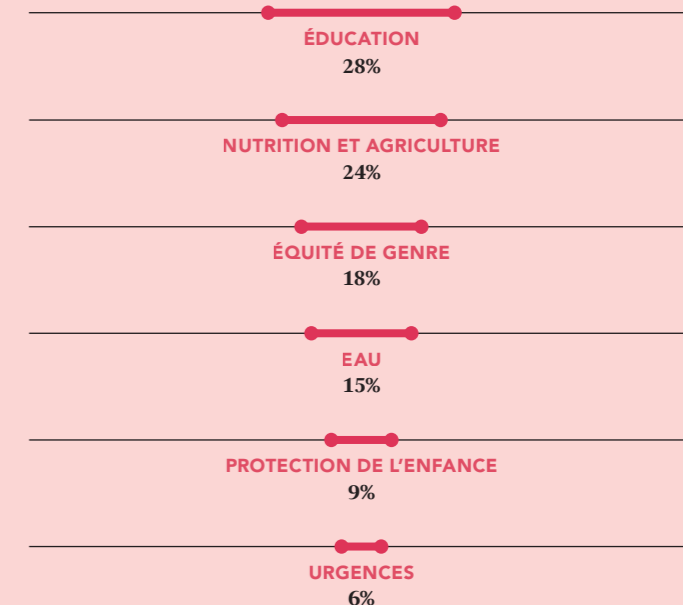 ÉDUCATION
28%
NUTRITION ET AGRICULTURE
24%
ÉQUITÉ DE GENRE
18%
EAU
15%
PROTECTION DE L’ENFANCE
9%
URGENCES
6%